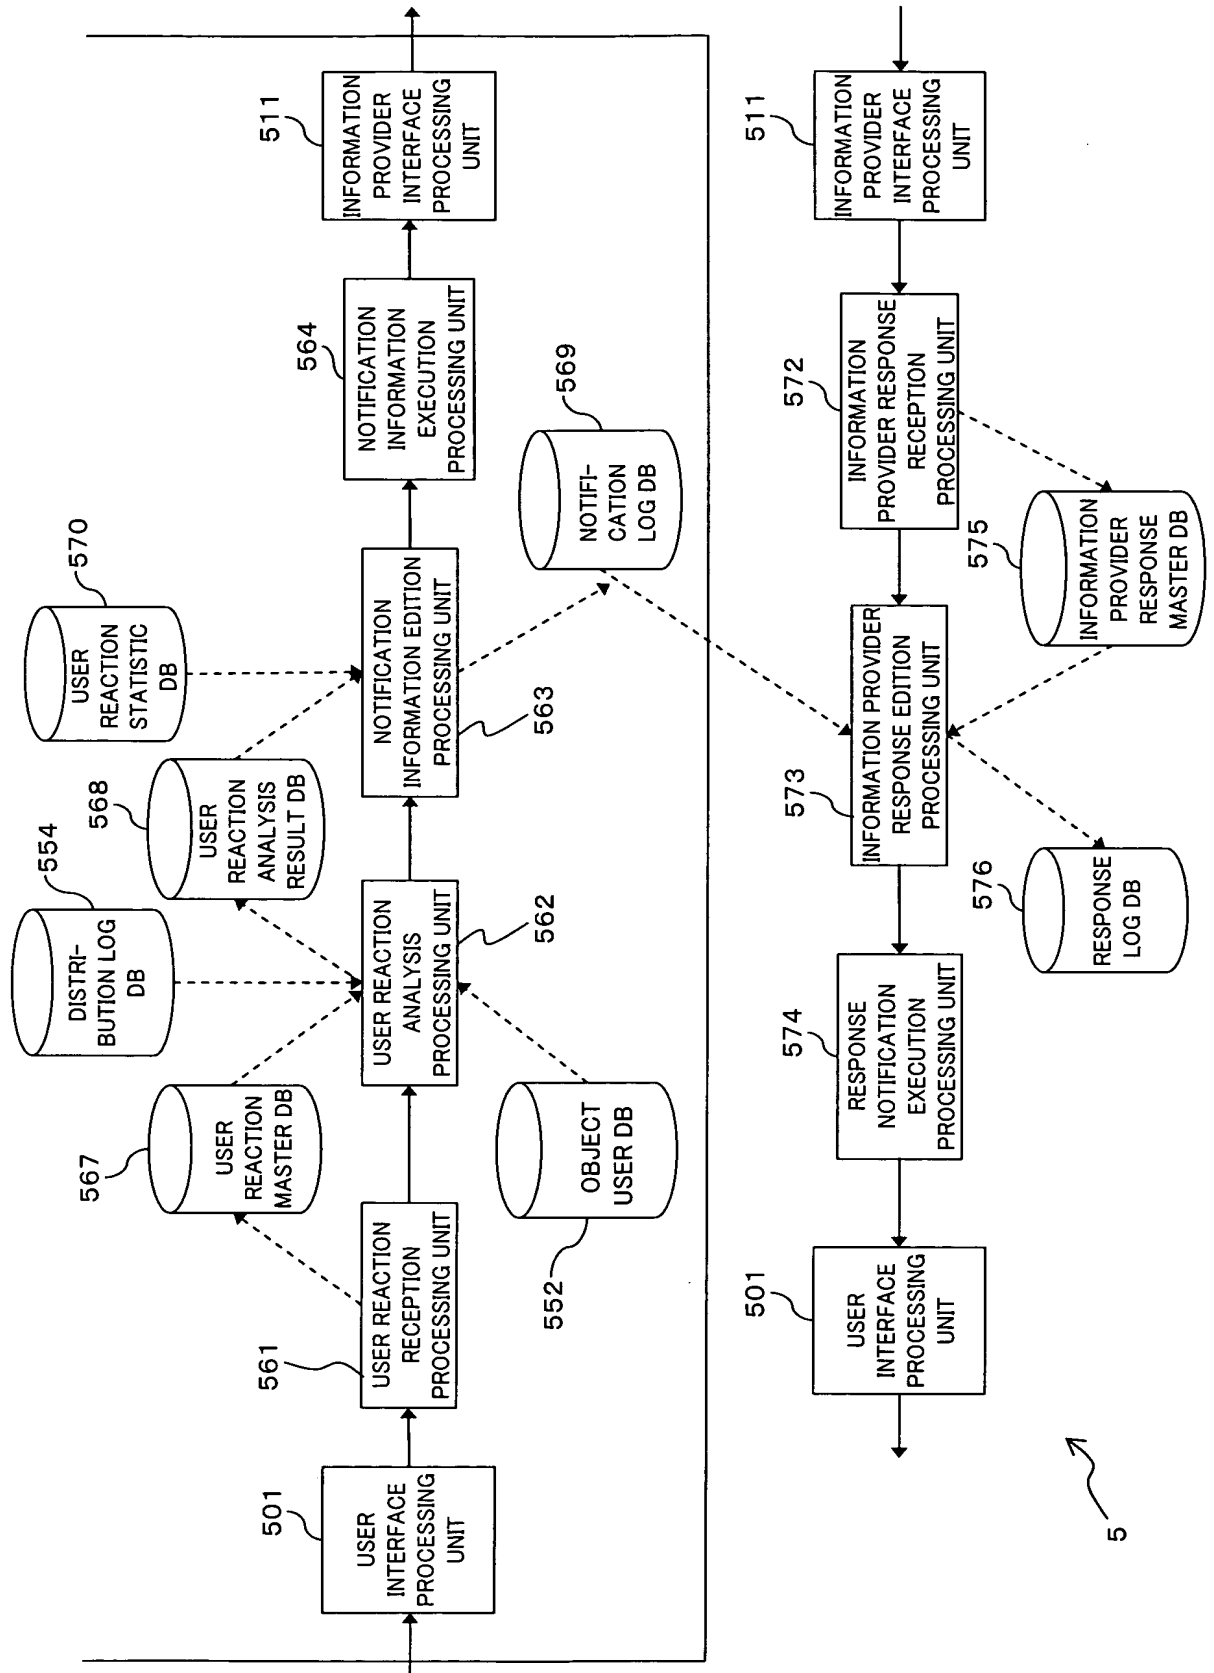 554
DISTRI-
BUTION LOG
DB
570
USER
REACTION
STATISTIC
DB
567
USER
REACTION
MASTER DB
568
USER
REACTION
ANALYSIS
RESULT DB
501
USER
INTERFACE
PROCESSING
UNIT
561
USER REACTION
RECEPTION
PROCESSING UNIT
USER REACTION
ANALYSIS
PROCESSING UNIT
562
NOTIFICATION
INFORMATION EDITION
PROCESSING UNIT
563
564
NOTIFICATION
INFORMATION
EXECUTION
PROCESSING UNIT
511
INFORMATION
PROVIDER
INTERFACE
PROCESSING
UNIT
OBJECT
USER DB
552
569
NOTIFI-
CATION
LOG DB
501
USER
INTERFACE
PROCESSING
UNIT
574
RESPONSE
NOTIFICATION
EXECUTION
PROCESSING UNIT
573
INFORMATION PROVIDER
RESPONSE EDITION
PROCESSING UNIT
572
INFORMATION
PROVIDER RESPONSE
RECEPTION
PROCESSING UNIT
511
INFORMATION
PROVIDER
INTERFACE
PROCESSING
UNIT
576
RESPONSE
LOG DB
575
INFORMATION
PROVIDER
RESPONSE
MASTER DB
5